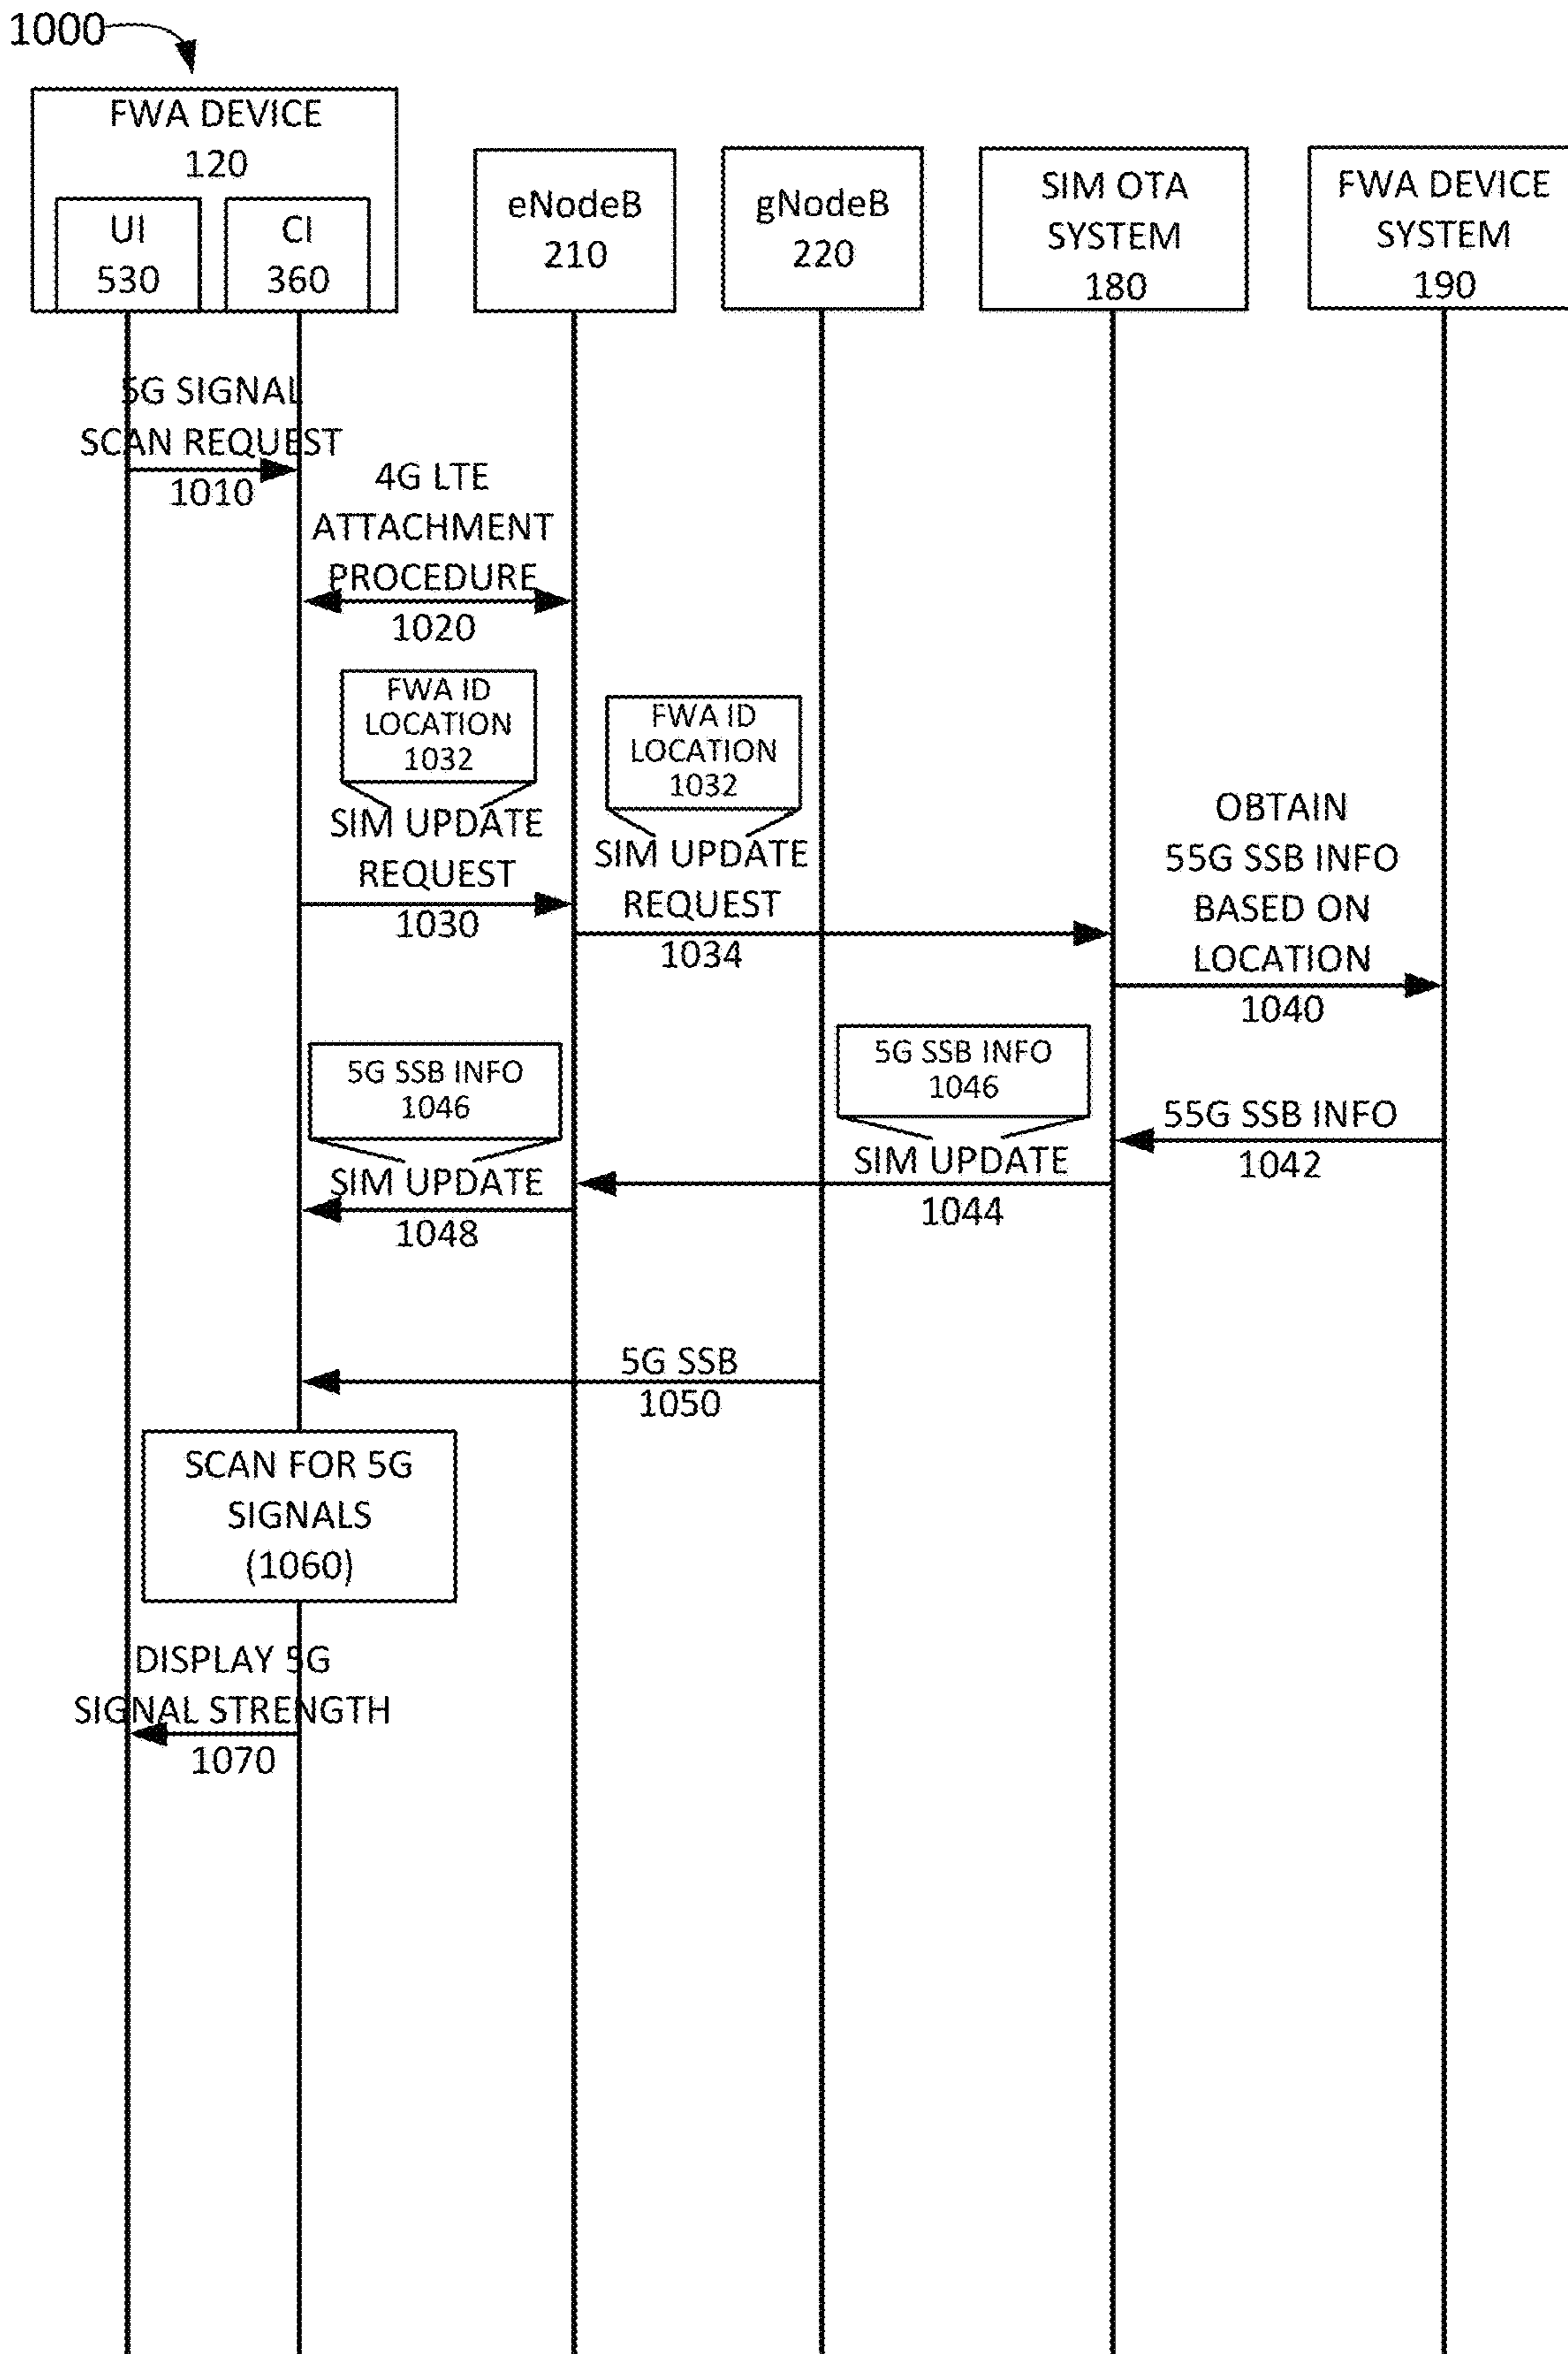 1000
FWA DEVICE
120
UI
530
CI
360
eNodeB
210
gNodeB
220
SIM OTA
SYSTEM
180
FWA DEVICE
SYSTEM
190
5G SIGNAL
SCAN REQUEST
1010
4G LTE
ATTACHMENT
PROCEDURE
1020
FWA ID
LOCATION
1032
SIM UPDATE
REQUEST
1030
FWA ID
LOCATION
1032
SIM UPDATE
REQUEST
1034
OBTAIN
55G SSB INFO
BASED ON
LOCATION
1040
55G SSB INFO
1042
5G SSB INFO
1046
SIM UPDATE
1044
5G SSB INFO
1046
SIM UPDATE
1048
5G SSB
1050
SCAN FOR 5G
SIGNALS
(1060)
DISPLAY 5G
SIGNAL STRENGTH
1070